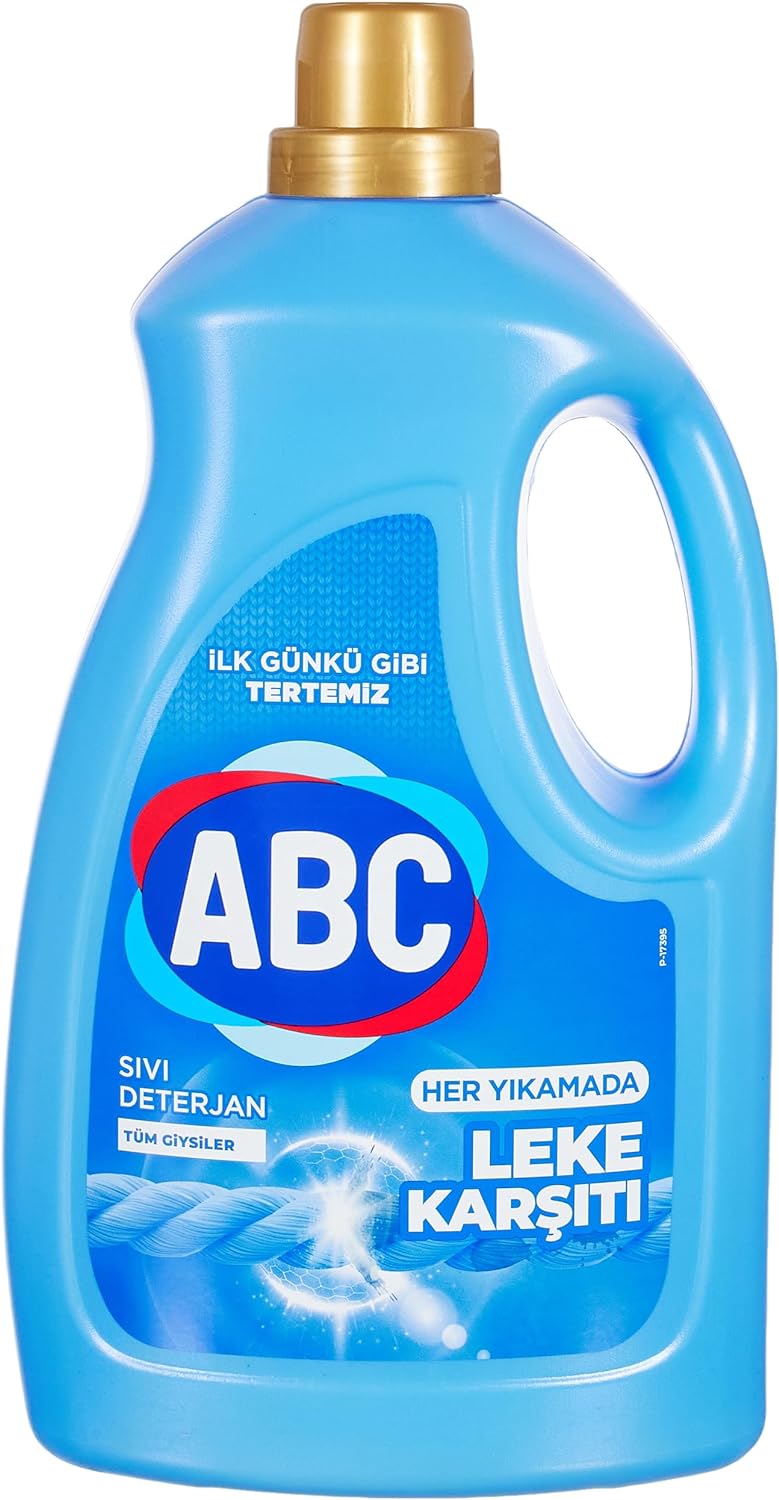 İLK GÜNKÜ GİBİ
TERTEMİZ
ABC
P-17395
SIVI
DETERJAN
TÜM GİYSİLER
HER YIKAMADA
LEKE
KARŞITI